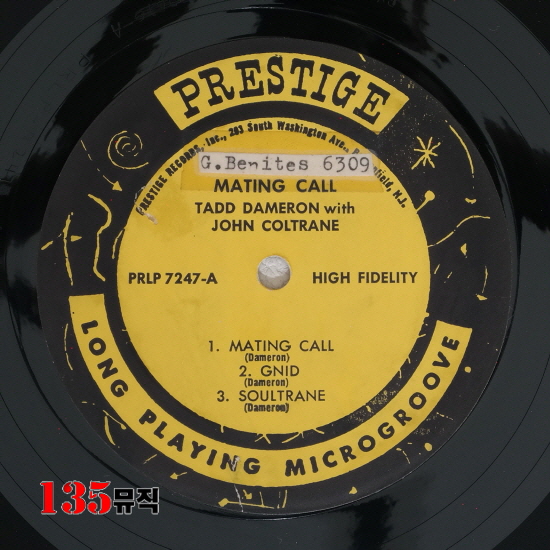 PRESTIGE
PRESTIGE RECORDS, Inc., 203 South Washington Ave., N.J.
G.Benites 6309
MATING CALL
TADD DAMERON with
JOHN COLTRANE
PRLP 7247-A HIGH FIDELITY
1. MATING CALL
(Dameron)
2. GNID
(Dameron)
3. SOULTRANE
(Dameron)
LONG PLAYING MICROGROOVE
135뮤직